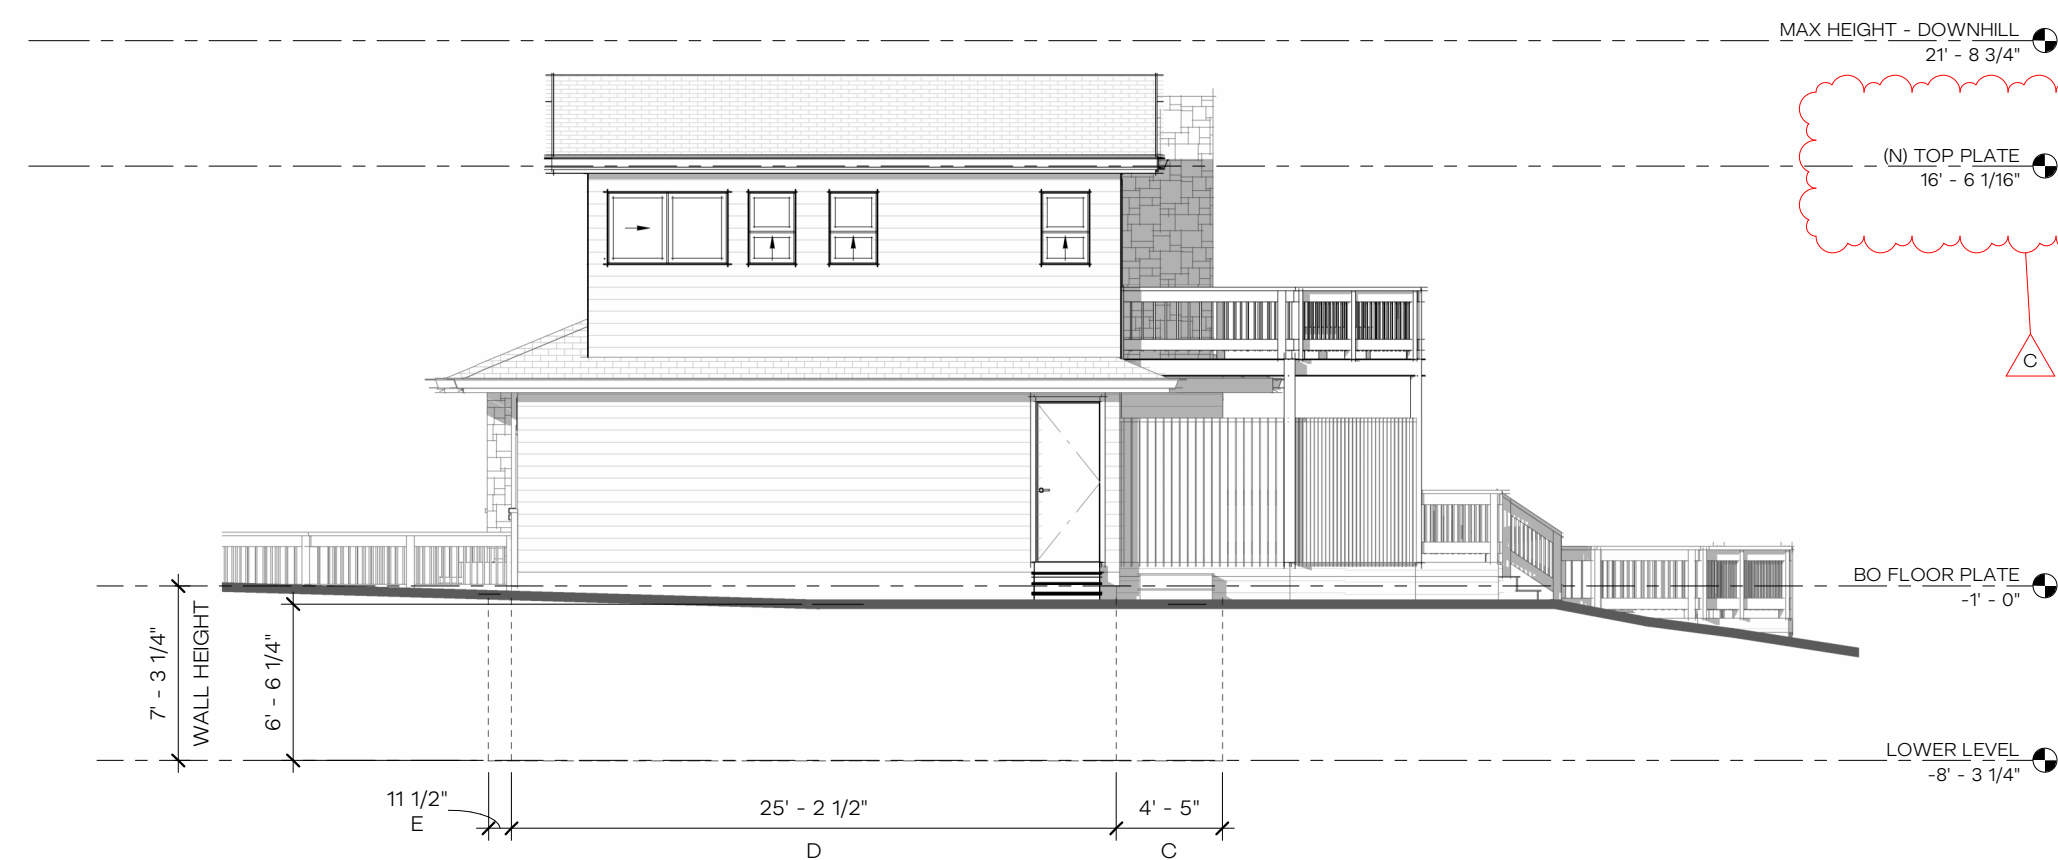 MAX HEIGHT - DOWNHILL
21' - 8 3/4"
(N) TOP PLATE
16' - 6 1/16"
C
BO FLOOR PLATE
-1' - 0"
7' - 3 1/4"
WALL HEIGHT
6' - 6 1/4"
LOWER LEVEL
-8' - 3 1/4"
11 1/2"
E
25' - 2 1/2"
D
4' - 5"
C